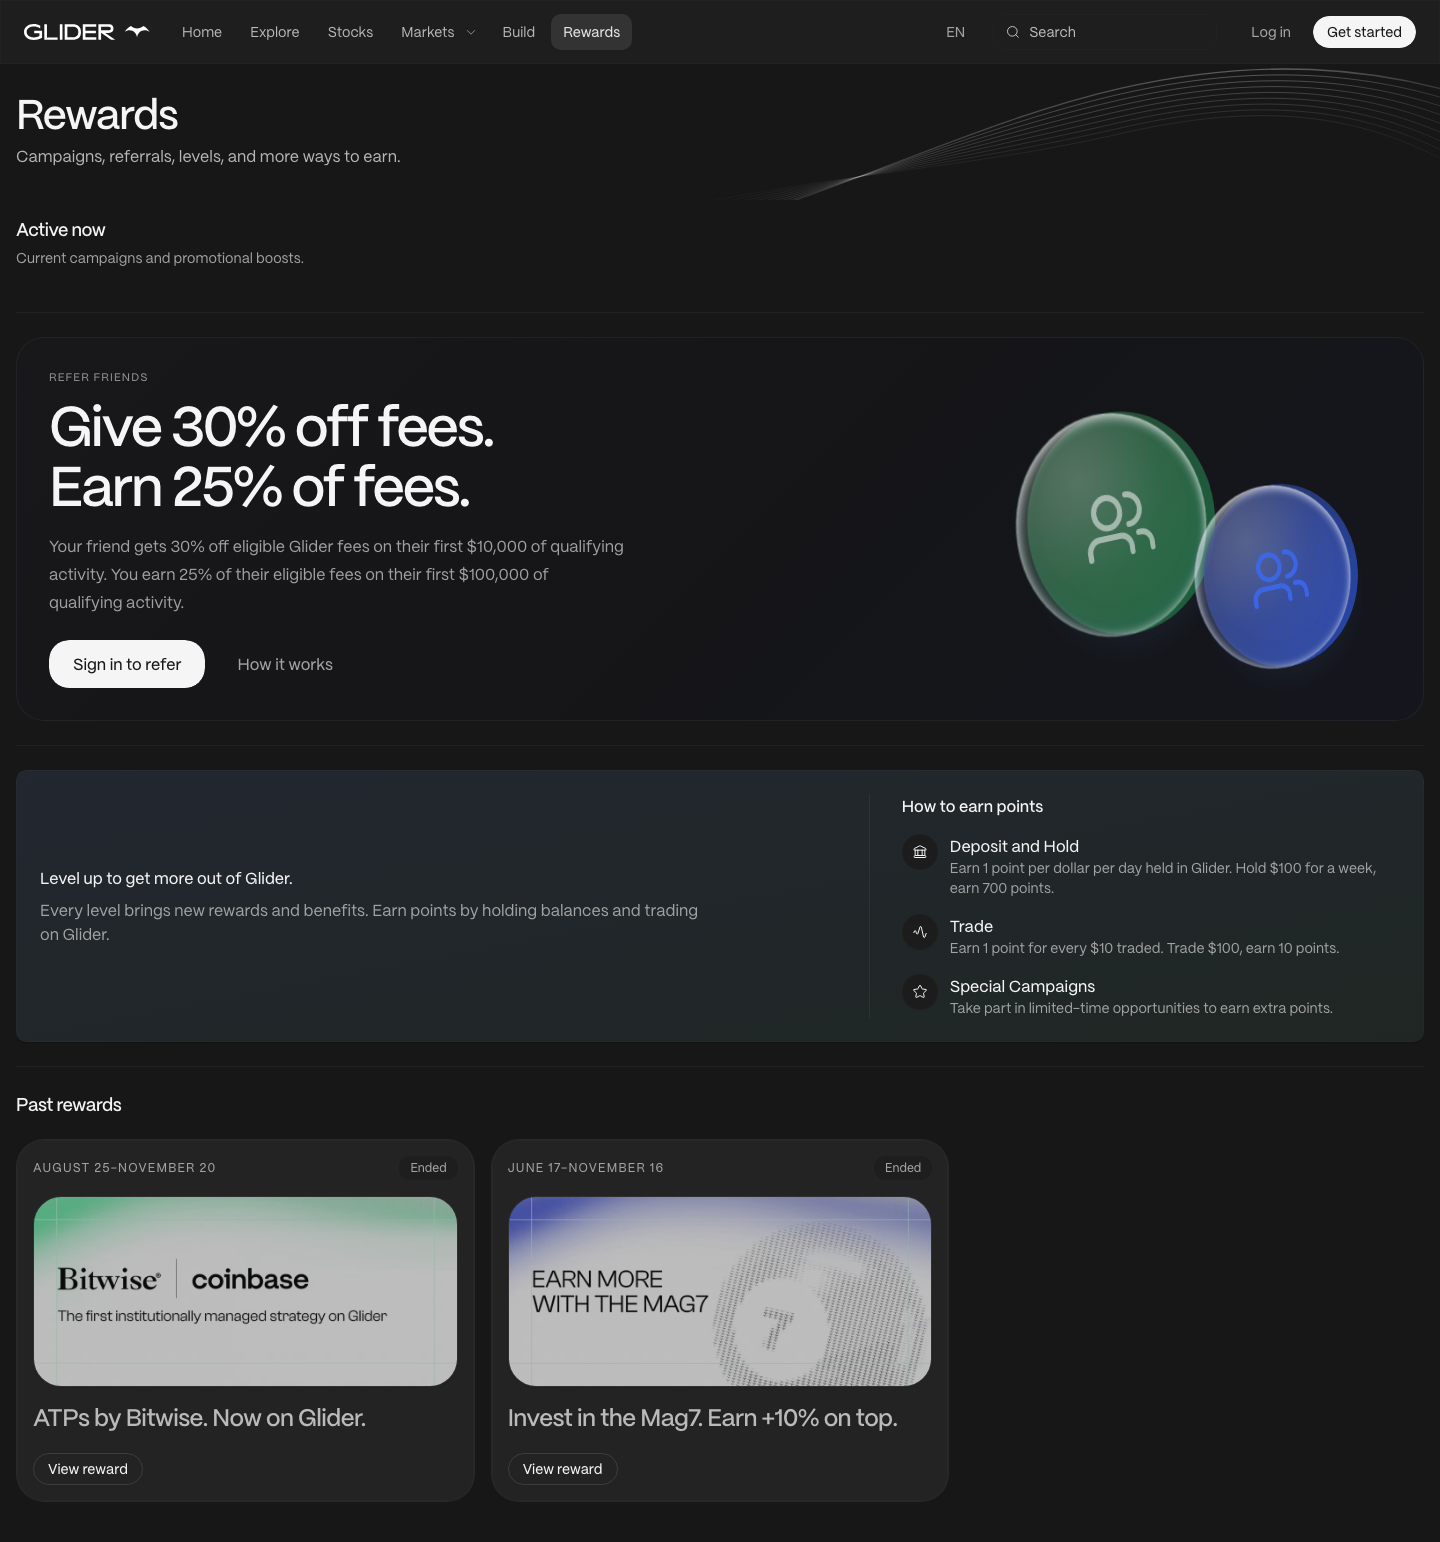 GLIDER
Home
Explore
Stocks
Markets
Build
Rewards
EN
Search
Log in
Get started
Rewards
Campaigns, referrals, levels, and more ways to earn.
Active now
Current campaigns and promotional boosts.
REFER FRIENDS
Give 30% off fees.
Earn 25% of fees.
Your friend gets 30% off eligible Glider fees on their first $10,000 of qualifying
activity. You earn 25% of their eligible fees on their first $100,000 of
qualifying activity.
Sign in to refer
How it works
Level up to get more out of Glider.
Every level brings new rewards and benefits. Earn points by holding balances and trading
on Glider.
How to earn points
Deposit and Hold
Earn 1 point per dollar per day held in Glider. Hold $100 for a week,
earn 700 points.
Trade
Earn 1 point for every $10 traded. Trade $100, earn 10 points.
Special Campaigns
Take part in limited-time opportunities to earn extra points.
Past rewards
AUGUST 25-NOVEMBER 20
Ended
Bitwise® | coinbase
The first institutionally managed strategy on Glider
ATPs by Bitwise. Now on Glider.
View reward
JUNE 17-NOVEMBER 16
Ended
EARN MORE
WITH THE MAG7
7
Invest in the Mag7. Earn +10% on top.
View reward